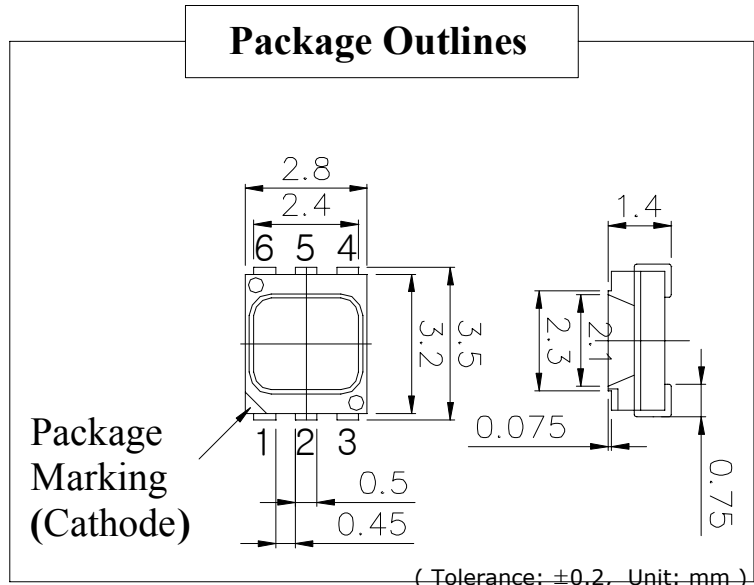 Package Outlines
2.8
2.4
1.4
6 5 4
3.2
3.5
2.3
2.1
0.075
0.75
1 2 3
Package
Marking
(Cathode)
0.5
0.45
( Tolerance: ±0.2, Unit: mm )